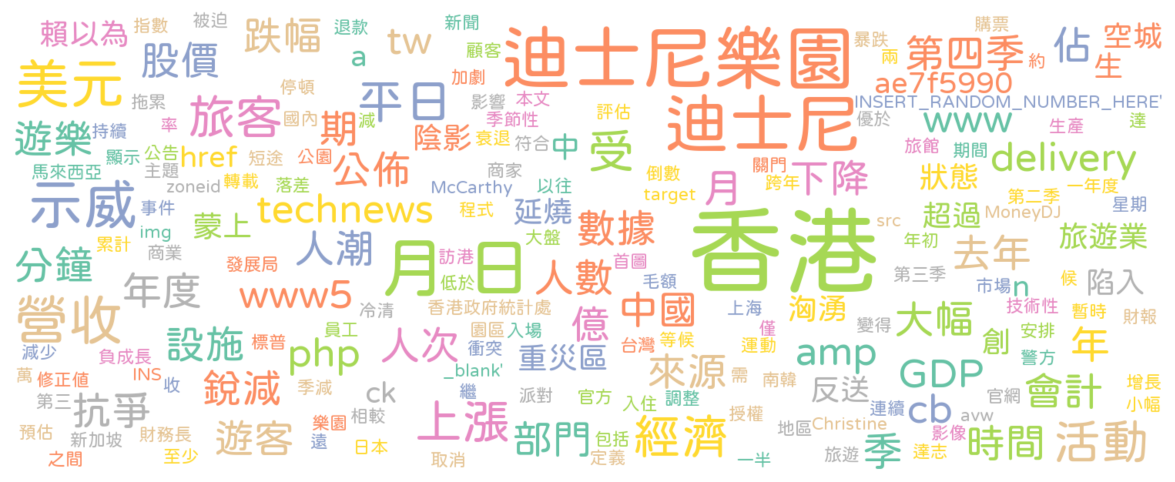 賴以為
指數
被迫
跌幅
退款
tw
新聞
迪士尼樂園
暴跌
購票
第四季
佔
空城
股價
a
顧客
兩
約
生
美元
停頓
加劇
ae7f5990
拖累
旅客
平日
影響
本文
迪士尼
INSERT_RANDOM_NUMBER_HERE'
遊樂
持續
率
國內
減
期
陰影
季節性
衰退
符合
評估
優於
www
生產
達
中
受
旅館
期間
delivery
馬來西亞
顯示
公告
href
短途
公園
公佈
商家
倒數
關門
下降
主題
zoneid
轉載
落差
McCarthy
以往
target
月
跨年
狀態
第二季
一年度
示威
事件
蒙上
technews
程式
延燒
數據
香港
src
超過
MoneyDJ
星期
img
累計
商業
人潮
月日
訪港
大盤
首圖
年初
旅遊業
分鐘
發展局
低於
人數
毛額
第三季
去年
市場
n
候
陷入
年度
www5
冷清
香港政府統計處
中國
上海
洶湧
技術性
暫時
營收
設施
標普
員工
園區
入場
億
僅
變得
大幅
創
安排
財報
減少
負成長
php
人次
衝突
重災區
台灣
等候
運動
年
警方
萬
修正值
INS
收
銳減
季減
ck
_blank'
繼
派對
來源
需
南韓
amp
反送
GDP
會計
增長
小幅
第三
抗爭
樂園
相較
官方
入住
調整
授權
連續
cb
官網
avw
預估
新加坡
財務長
遊客
遠
日本
上漲
部門
包括
經濟
地區
Christine
影像
時間
活動
之間
至少
取消
定義
一半
旅遊
季
達志